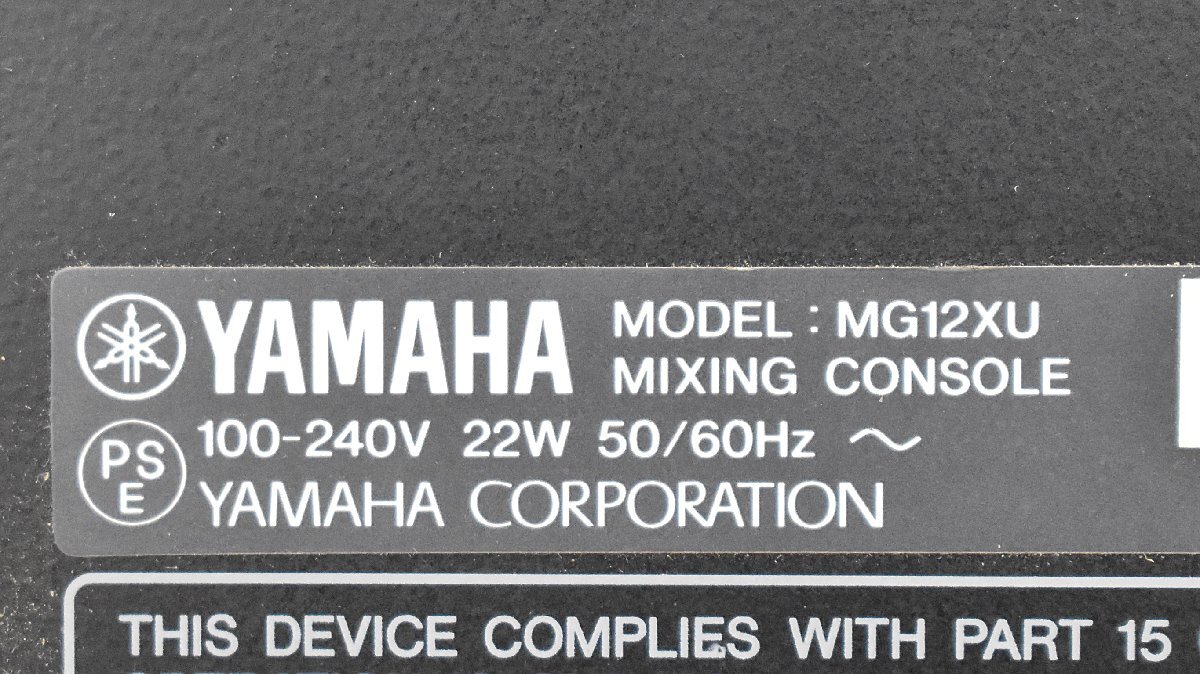 YAMAHA
MODEL : MG12XU
MIXING CONSOLE
PS
E
100-240V 22W 50/60Hz ～
YAMAHA CORPORATION
THIS DEVICE COMPLIES WITH PART 15